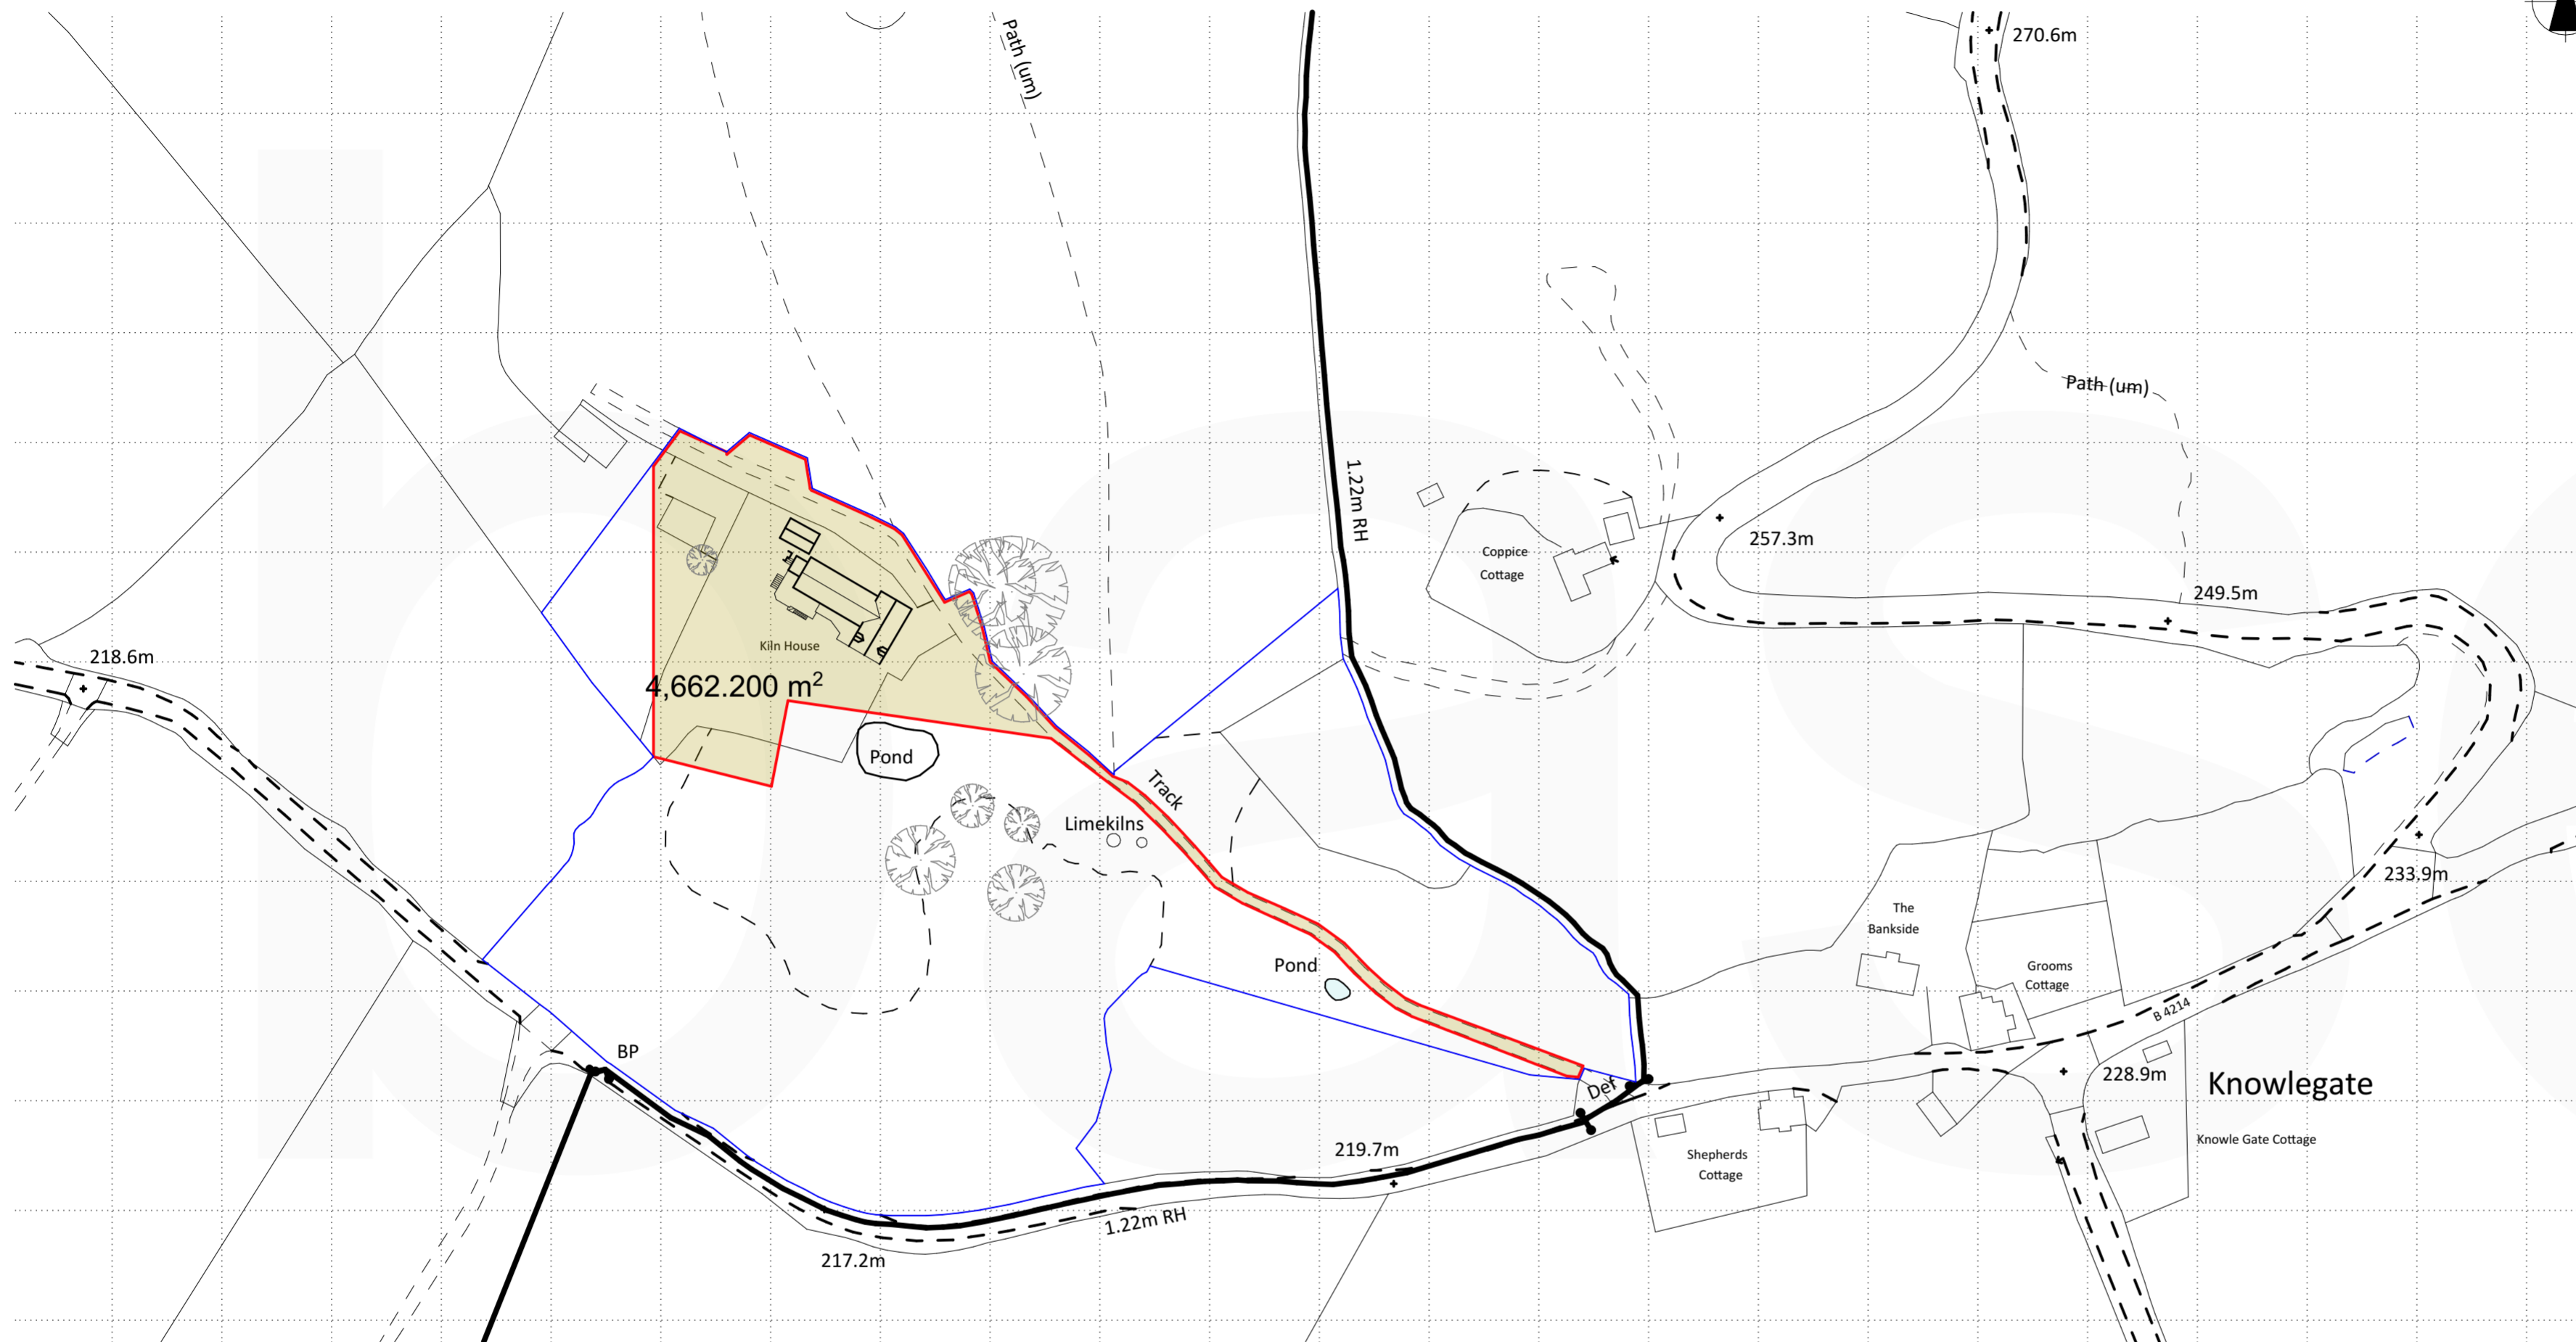 270.6m
Path (um)
Path (um)
1.22m RH
257.3m
Coppice
Cottage
249.5m
218.6m
Kiln House
4,662.200 m²
Pond
Track
Limekilns
233.9m
The
Bankside
Pond
Grooms
Cottage
B 4214
BP
Def
228.9m
Knowlegate
219.7m
Knowle Gate Cottage
Shepherds
Cottage
1.22m RH
217.2m